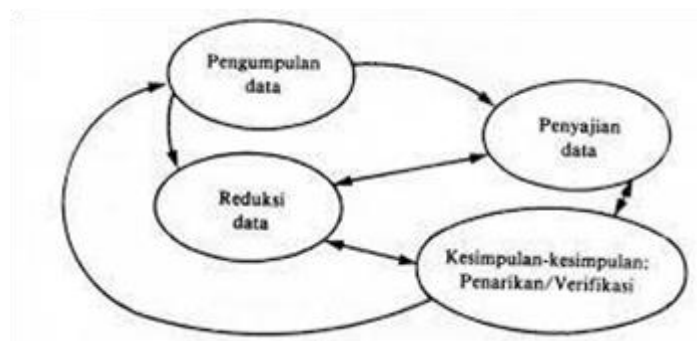 Pengumpulan
data
Penyajian
data
Reduksi
data
Kesimpulan-kesimpulan:
Penarikan/Verifikasi